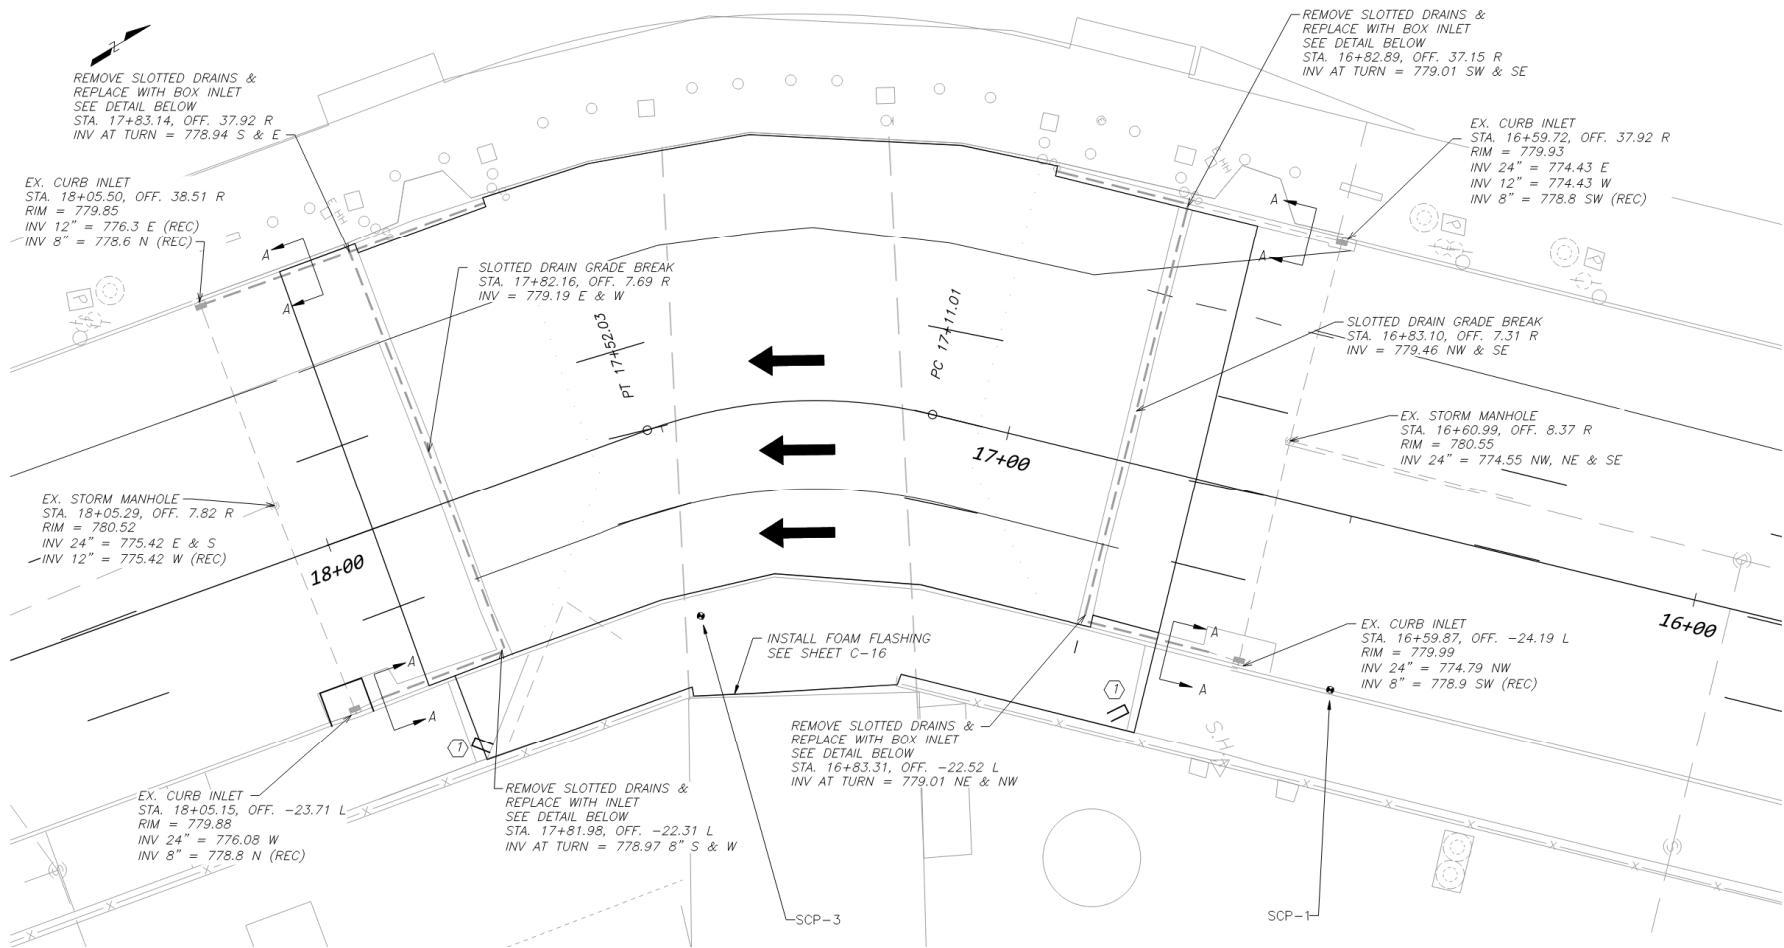 N
REMOVE SLOTTED DRAINS &
REPLACE WITH BOX INLET
SEE DETAIL BELOW
STA. 17+83.14, OFF. 37.92 R
INV AT TURN = 778.94 S & E
REMOVE SLOTTED DRAINS &
REPLACE WITH BOX INLET
SEE DETAIL BELOW
STA. 16+82.89, OFF. 37.15 R
INV AT TURN = 779.01 SW & SE
EX. CURB INLET
STA. 16+59.72, OFF. 37.92 R
RIM = 779.93
INV 24" = 774.43 E
INV 12" = 774.43 W
INV 8" = 778.8 SW (REC)
EX. CURB INLET
STA. 18+05.50, OFF. 38.51 R
RIM = 779.85
INV 12" = 776.3 E (REC)
INV 8" = 778.6 N (REC)
E HH
E HH
A
A
A
A
P
P
P
SLOTTED DRAIN GRADE BREAK
STA. 17+82.16, OFF. 7.69 R
INV = 779.19 E & W
PT 17+52.03
PC 17+11.01
SLOTTED DRAIN GRADE BREAK
STA. 16+83.10, OFF. 7.31 R
INV = 779.46 NW & SE
EX. STORM MANHOLE
STA. 16+60.99, OFF. 8.37 R
RIM = 780.55
INV 24" = 774.55 NW, NE & SE
17+00
EX. STORM MANHOLE
STA. 18+05.29, OFF. 7.82 R
RIM = 780.52
INV 24" = 775.42 E & S
INV 12" = 775.42 W (REC)
18+00
16+00
INSTALL FOAM FLASHING
SEE SHEET C-16
EX. CURB INLET
STA. 16+59.87, OFF. -24.19 L
RIM = 779.99
INV 24" = 774.79 NW
INV 8" = 778.9 SW (REC)
A
A
A
A
1
1
S.H.
REMOVE SLOTTED DRAINS &
REPLACE WITH BOX INLET
SEE DETAIL BELOW
STA. 16+83.31, OFF. -22.52 L
INV AT TURN = 779.01 NE & NW
REMOVE SLOTTED DRAINS &
REPLACE WITH INLET
SEE DETAIL BELOW
STA. 17+81.98, OFF. -22.31 L
INV AT TURN = 778.97 8" S & W
EX. CURB INLET
STA. 18+05.15, OFF. -23.71 L
RIM = 779.88
INV 24" = 776.08 W
INV 8" = 778.8 N (REC)
S
S
S
SCP-3
SCP-1